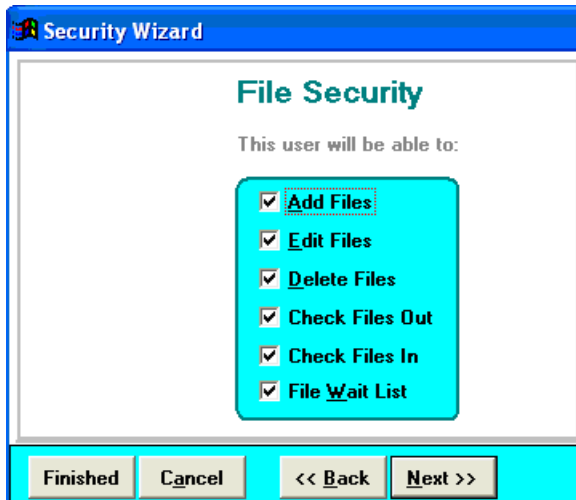 Security Wizard
File Security
This user will be able to:
Add Files
Edit Files
Delete Files
Check Files Out
Check Files In
File Wait List
Finished Cancel << Back Next >>